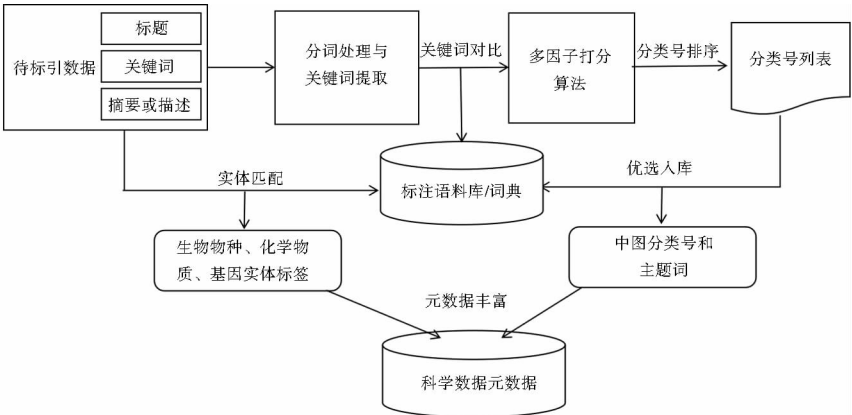 标题
待标引数据
关键词
摘要或描述
分词处理与
关键词提取
关键词对比
多因子打分
算法
分类号排序
分类号列表
实体匹配
标注语料库/词典
优选入库
生物物种、化学物
质、基因实体标签
中图分类号和
主题词
元数据丰富
科学数据元数据